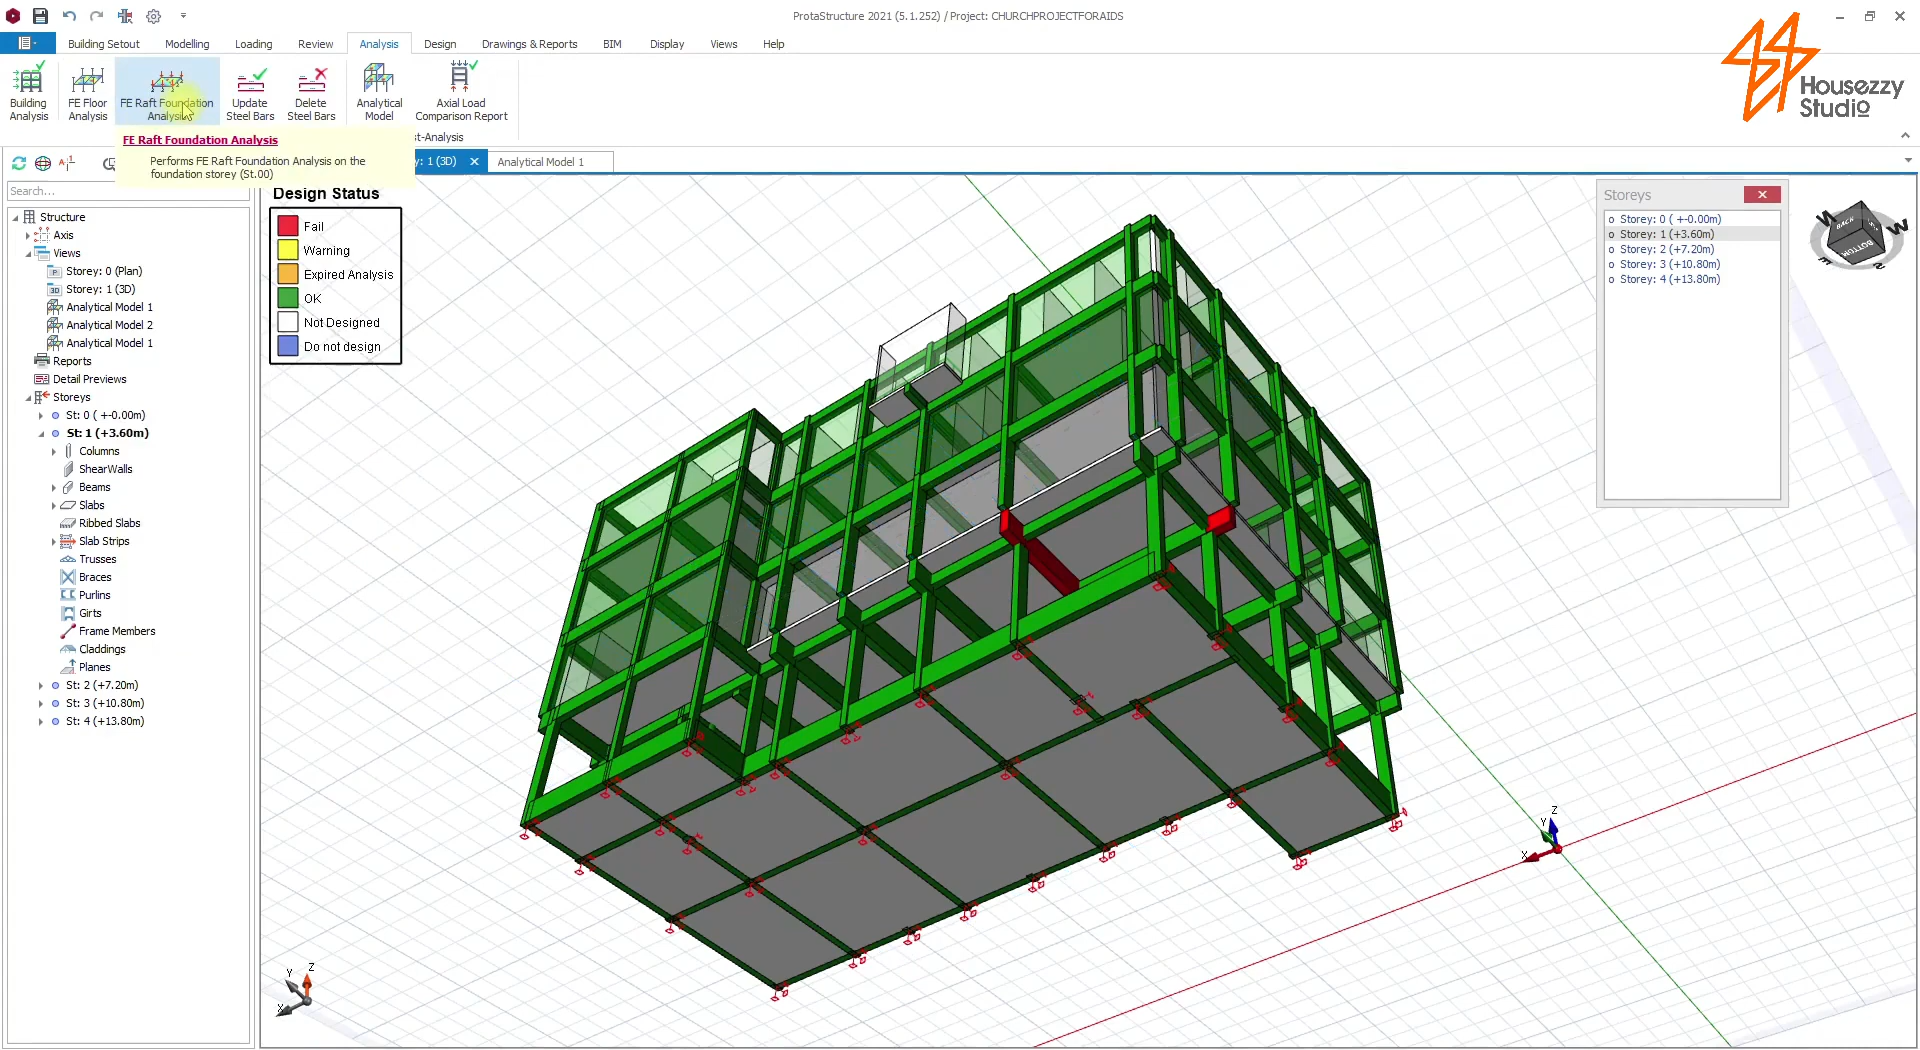 ProtaStructure 2021 (5.1.252) / Project: CHURCHPROJECTFORAIDS
Building Setout Modelling Loading Review Analysis Design Drawings & Reports BIM Display Views Help
Building Analysis
FE Floor Analysis
FE Raft Foundation Analysis
Update Steel Bars
Delete Steel Bars
Analytical Model
Axial Load Comparison Report
Housezzy
Studio
FE Raft Foundation Analysis
Performs FE Raft Foundation Analysis on the
foundation storey (St.00)
st-Analysis
y: 1 (3D)
Analytical Model 1
Search...
Structure
Axis
Views
Storey: 0 (Plan)
Storey: 1 (3D)
Analytical Model 1
Analytical Model 2
Analytical Model 1
Reports
Detail Previews
Storeys
St: 0 ( +-0.00m)
St: 1 (+3.60m)
Columns
ShearWalls
Beams
Slabs
Ribbed Slabs
Slab Strips
Trusses
Braces
Purlins
Girts
Frame Members
Claddings
Planes
St: 2 (+7.20m)
St: 3 (+10.80m)
St: 4 (+13.80m)
Design Status
Fail
Warning
Expired Analysis
OK
Not Designed
Do not design
Storeys
Storey: 0 ( +-0.00m)
Storey: 1 (+3.60m)
Storey: 2 (+7.20m)
Storey: 3 (+10.80m)
Storey: 4 (+13.80m)
N W
BACK
BOTTOM
E
Z
Y
X
Z
Y
X